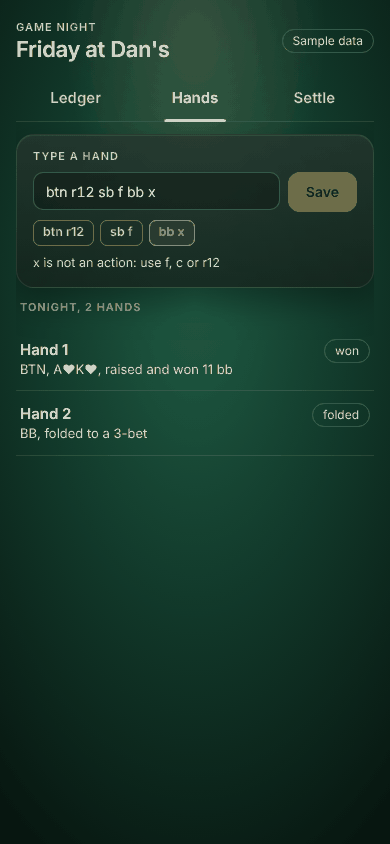 GAME NIGHT
Friday at Dan's
Sample data
Ledger Hands Settle
TYPE A HAND
btn r12 sb f bb x
Save
btn r12 sb f bb x
x is not an action: use f, c or r12
TONIGHT, 2 HANDS
Hand 1
won
BTN, A♥K♥, raised and won 11 bb
Hand 2
folded
BB, folded to a 3-bet